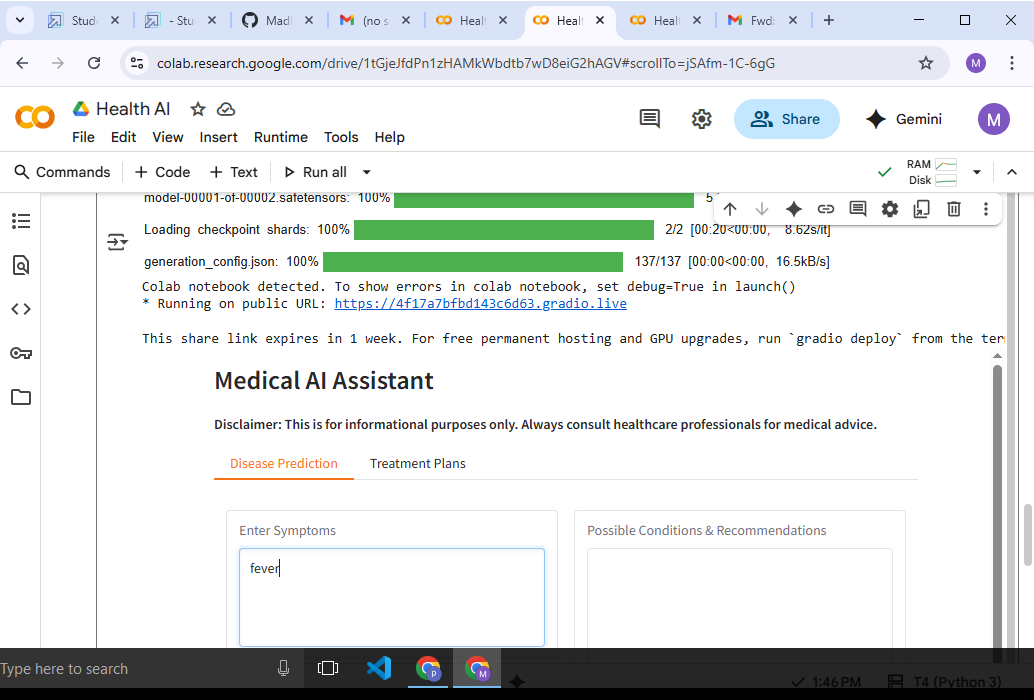 Stud
- Stu
Madl
(no s
Healt
Healt
Healt
Fwd:
colab.research.google.com/drive/1tGjeJfdPn1zHAMkWbdtb7wD8eiG2hAGV#scrollTo=jSAfm-1C-6gG
M
Health AI
File Edit View Insert Runtime Tools Help
Share
Gemini
M
Commands + Code + Text Run all
RAM
Disk
model-00001-of-00002.safetensors: 100%
Loading checkpoint shards: 100% 2/2 [00:20<00:00, 8.62s/it]
generation_config.json: 100% 137/137 [00:00<00:00, 16.5kB/s]
Colab notebook detected. To show errors in colab notebook, set debug=True in launch()
* Running on public URL: https://4f17a7bfbd143c6d63.gradio.live
This share link expires in 1 week. For free permanent hosting and GPU upgrades, run `gradio deploy` from the ter
Medical AI Assistant
Disclaimer: This is for informational purposes only. Always consult healthcare professionals for medical advice.
Disease Prediction Treatment Plans
Enter Symptoms
fever
Possible Conditions & Recommendations
Type here to search
P
M
1:46 PM T4 (Python 3)